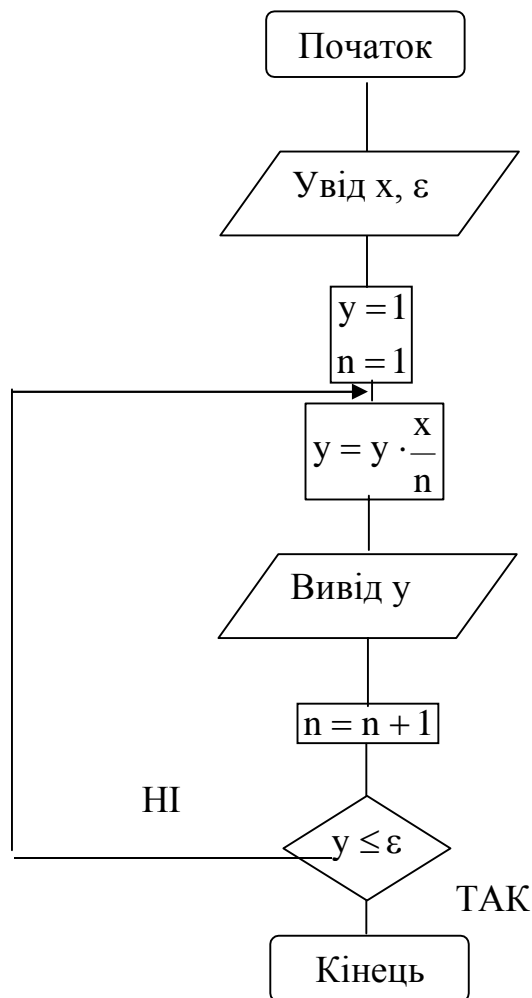 Початок
Увід x, ε
y = 1
n = 1
y = y · x/n
Вивід y
n = n + 1
НІ
y ≤ ε
ТАК
Кінець